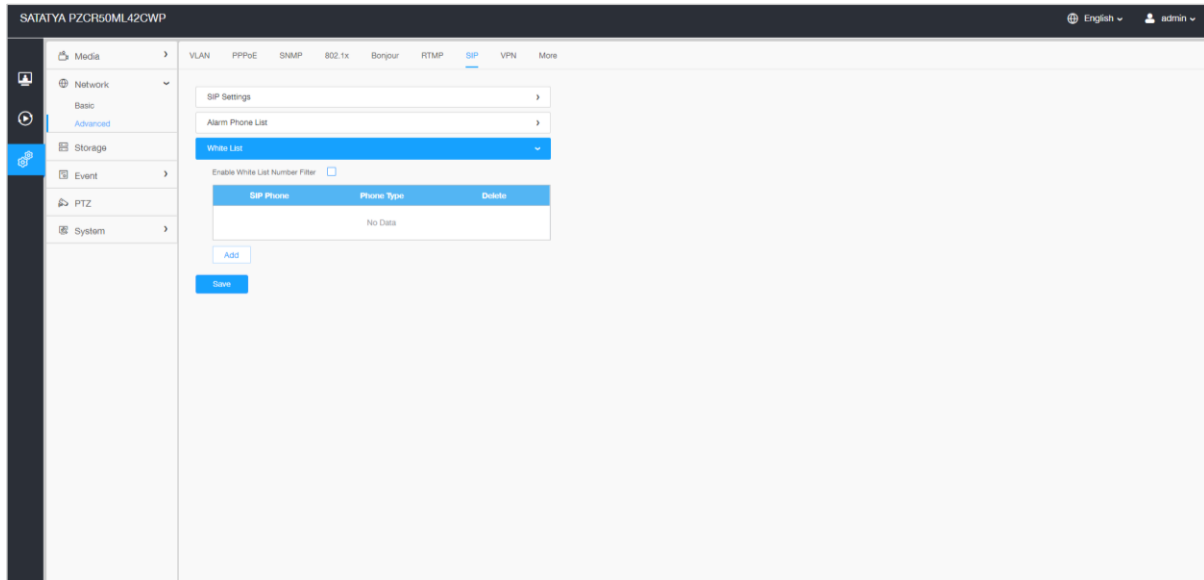 SATATYA PZCR50ML42CWP English admin
Media
Network
Basic
Advanced
Storage
Event
PTZ
System
VLAN PPPoE SNMP 802.1x Bonjour RTMP SIP VPN More
SIP Settings
Alarm Phone List
White List
Enable White List Number Filter
SIP Phone Phone Type Delete
No Data
Add
Save